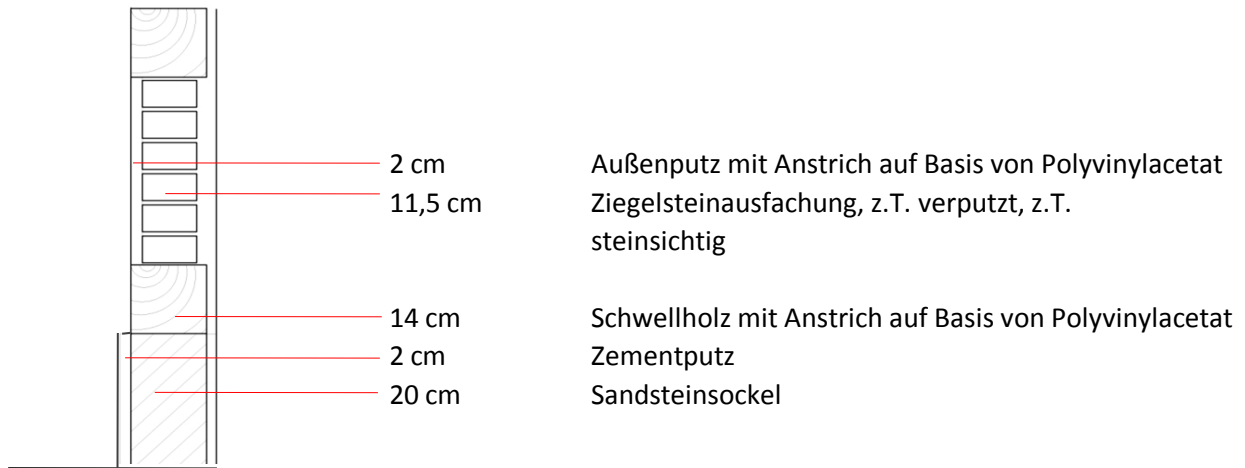 2 cm Außenputz mit Anstrich auf Basis von Polyvinylacetat
11,5 cm Ziegelsteinausfachung, z.T. verputzt, z.T.
steinsichtig
14 cm Schwellholz mit Anstrich auf Basis von Polyvinylacetat
2 cm Zementputz
20 cm Sandsteinsockel